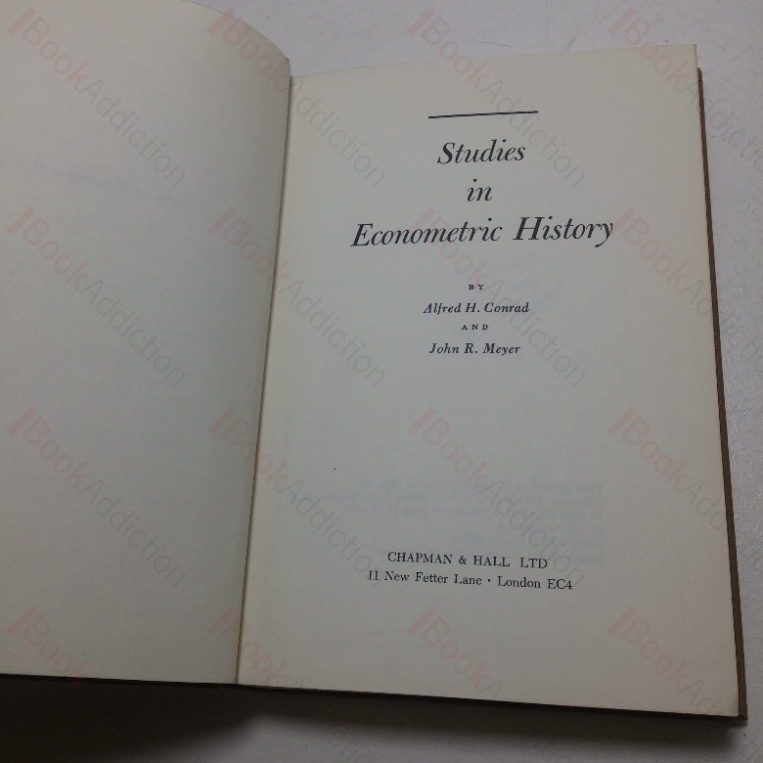 Studies
in
Econometric History
BY
Alfred H. Conrad
AND
John R. Meyer
CHAPMAN & HALL LTD
11 New Fetter Lane · London EC4
BookAddiction